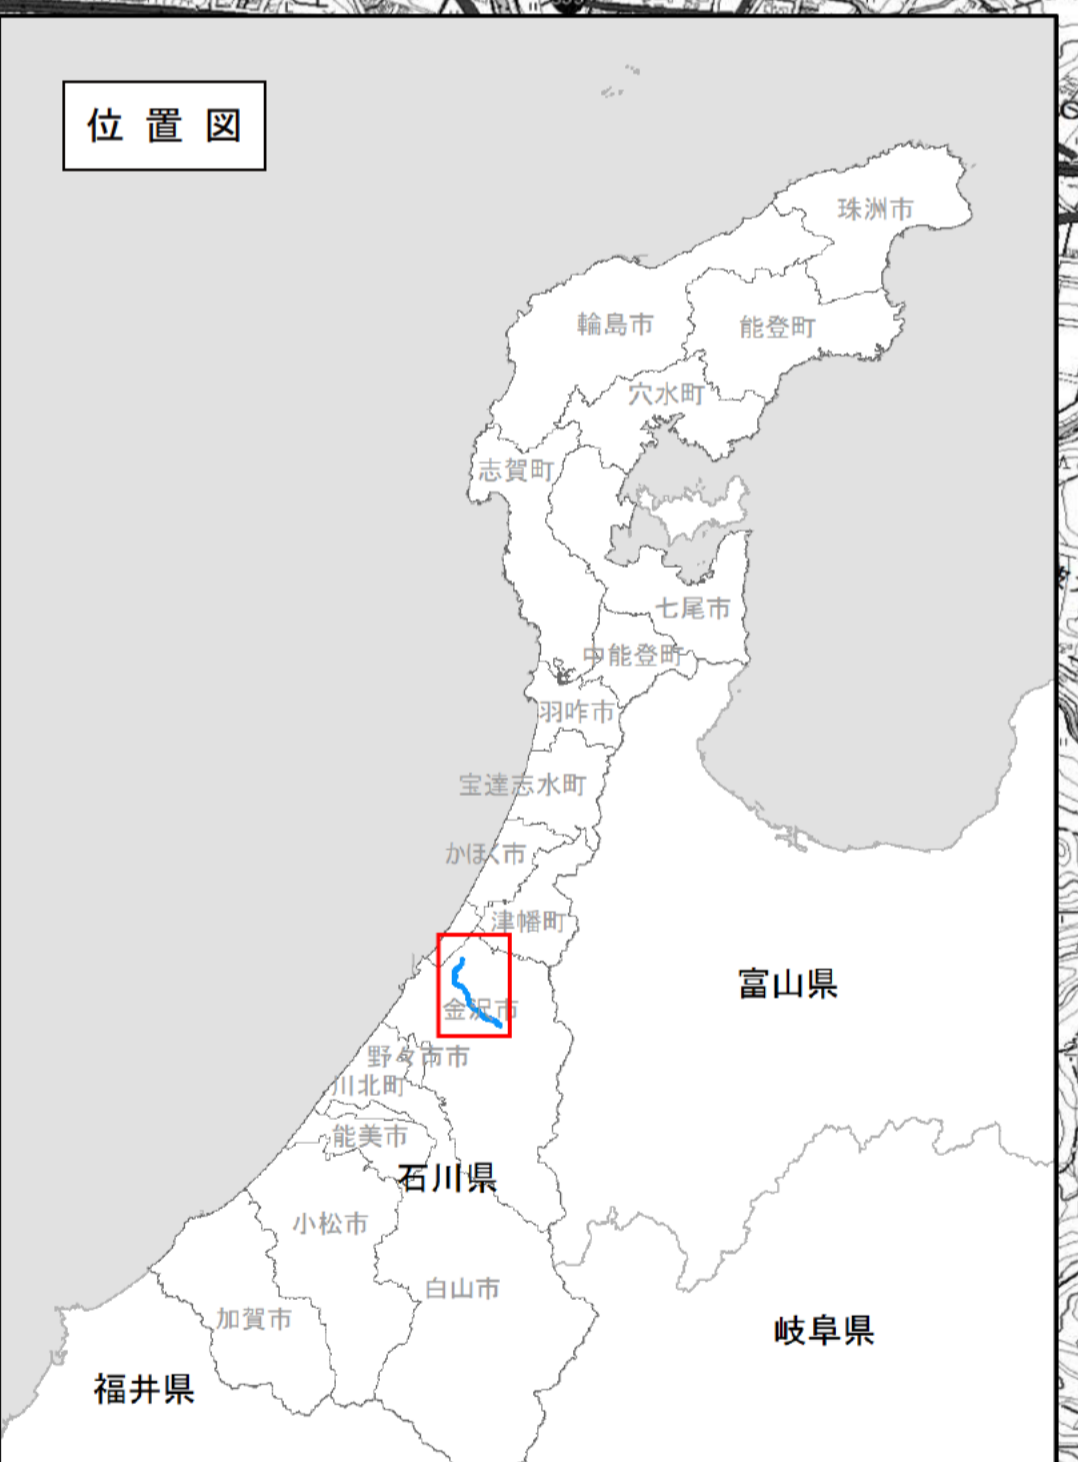 位置図
珠洲市
輪島市
能登町
穴水町
志賀町
七尾市
中能登町
羽咋市
宝達志水町
かほく市
津幡町
富山県
金沢市
野々市市
川北町
能美市
石川県
小松市
白山市
加賀市
岐阜県
福井県